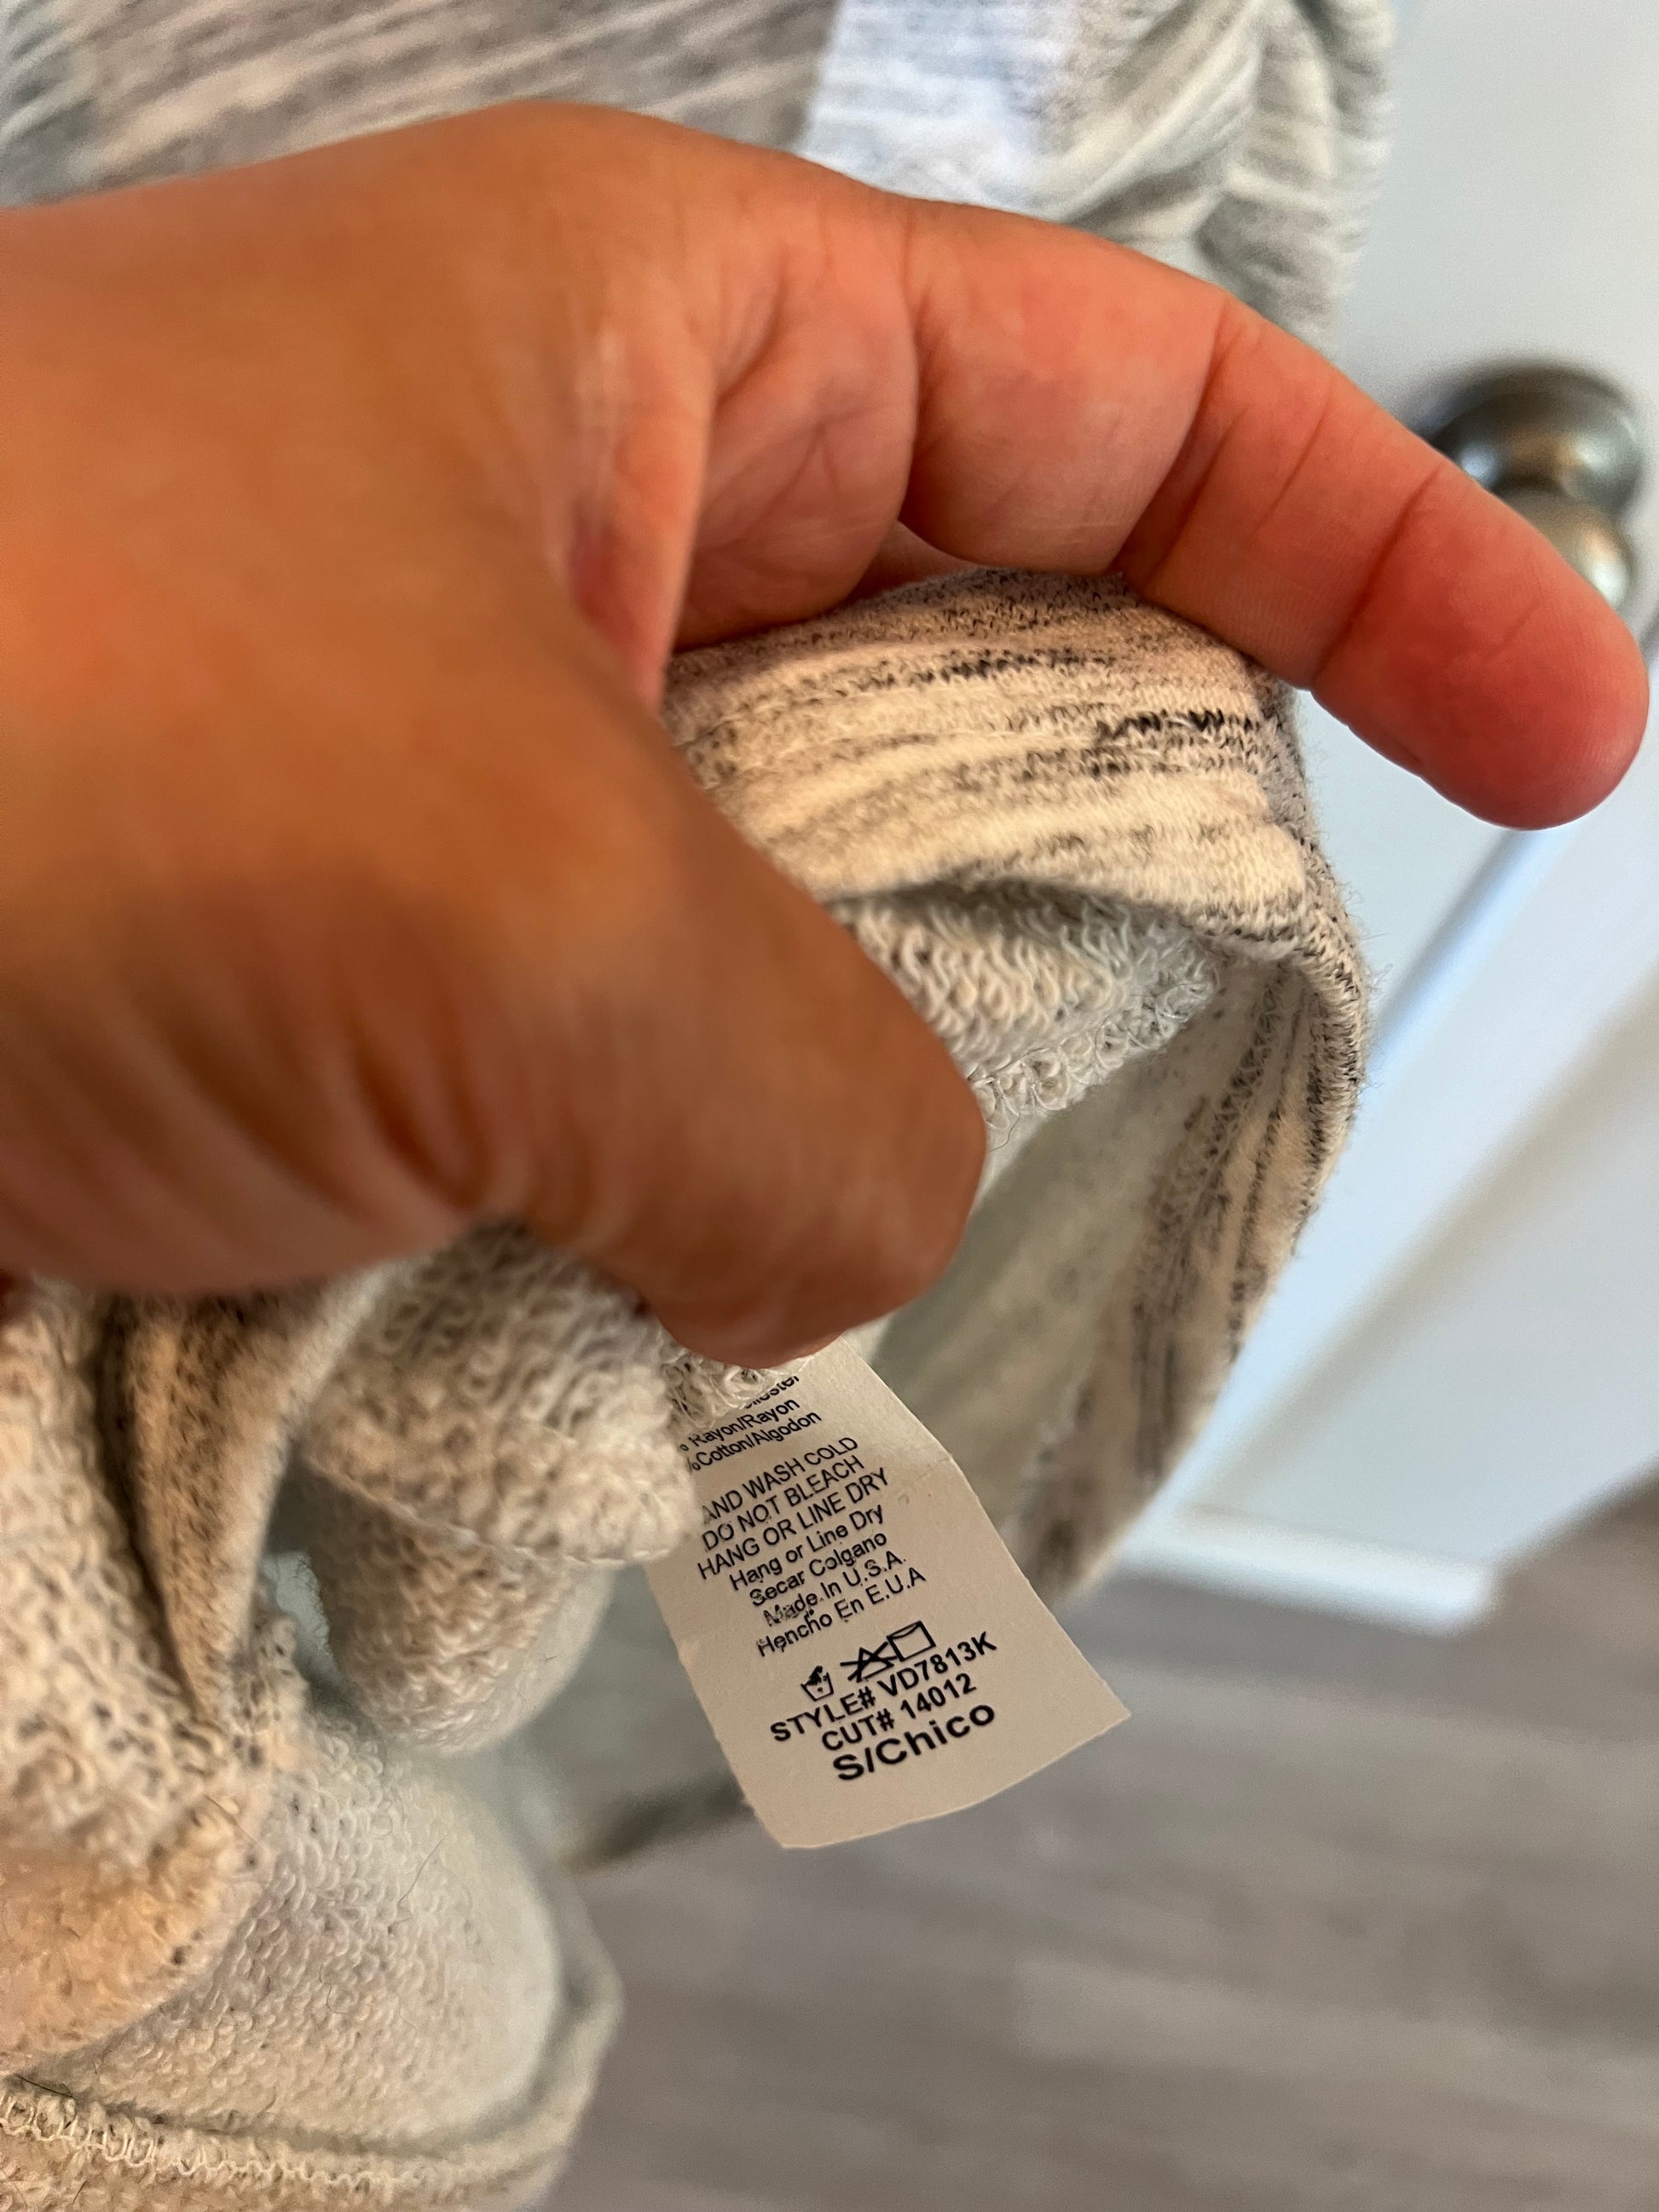 Rayon/Rayon
%Cotton/Algodon
AND WASH COLD
DO NOT BLEACH
HANG OR LINE DRY
Hang or Line Dry
Secar Colgano
Made In U.S.A.
Hencho En E.U.A
STYLE# VD7813K
CUT# 14012
S/Chico